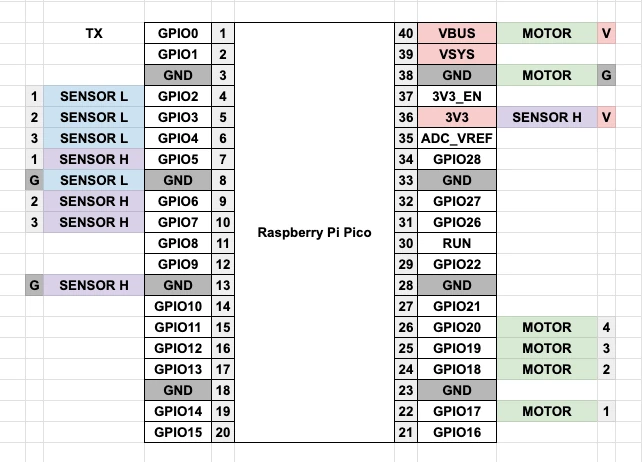 TX GPIO0 1 40 VBUS MOTOR V
GPIO1 2 39 VSYS
GND 3 38 GND MOTOR G
1 SENSOR L GPIO2 4 37 3V3_EN
2 SENSOR L GPIO3 5 36 3V3 SENSOR H V
3 SENSOR L GPIO4 6 35 ADC_VREF
1 SENSOR H GPIO5 7 34 GPIO28
G SENSOR L GND 8 33 GND
2 SENSOR H GPIO6 9 32 GPIO27
3 SENSOR H GPIO7 10 31 GPIO26
GPIO8 11 Raspberry Pi Pico 30 RUN
GPIO9 12 29 GPIO22
G SENSOR H GND 13 28 GND
GPIO10 14 27 GPIO21
GPIO11 15 26 GPIO20 MOTOR 4
GPIO12 16 25 GPIO19 MOTOR 3
GPIO13 17 24 GPIO18 MOTOR 2
GND 18 23 GND
GPIO14 19 22 GPIO17 MOTOR 1
GPIO15 20 21 GPIO16